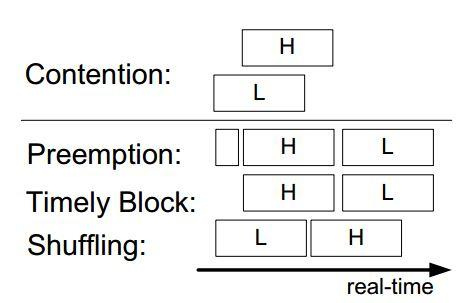 H
Contention:
L
Preemption: H L
Timely Block: H L
Shuffling: L H
real-time